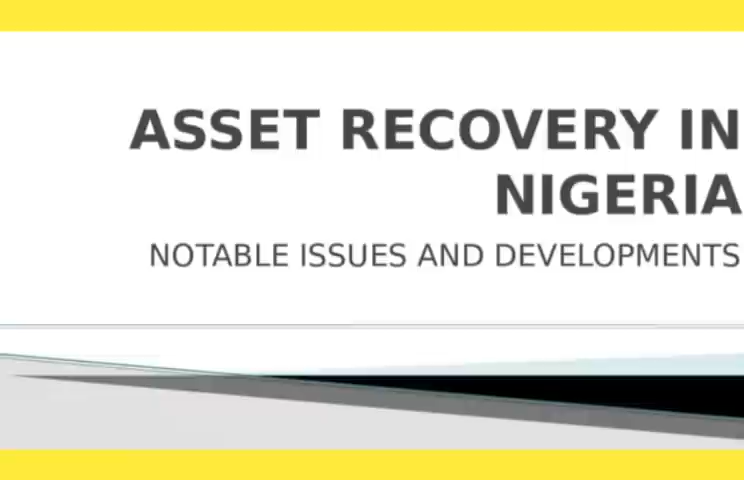 ASSET RECOVERY IN
NIGERIA
NOTABLE ISSUES AND DEVELOPMENTS